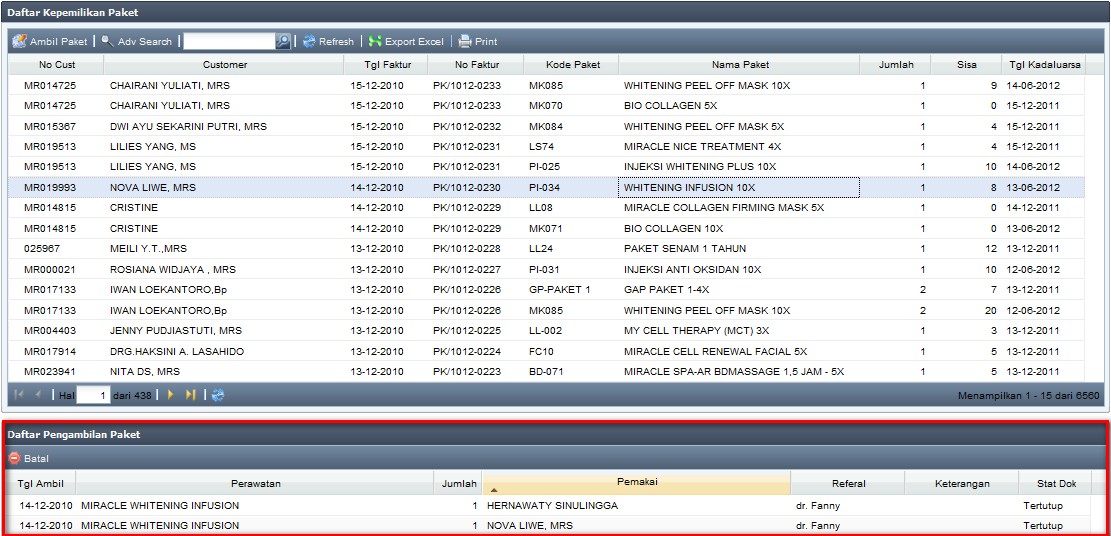 Daftar Kepemilikan Paket
Ambil Paket Adv Search Refresh Export Excel Print
No Cust Customer Tgl Faktur No Faktur Kode Paket Nama Paket Jumlah Sisa Tgl Kadaluarsa
MR014725 CHAIRANI YULIATI, MRS 15-12-2010 PK/1012-0233 MK085 WHITENING PEEL OFF MASK 10X 1 9 14-06-2012
MR014725 CHAIRANI YULIATI, MRS 15-12-2010 PK/1012-0233 MK070 BIO COLLAGEN 5X 1 0 15-12-2011
MR015367 DWI AYU SEKARINI PUTRI, MRS 15-12-2010 PK/1012-0232 MK084 WHITENING PEEL OFF MASK 5X 1 4 15-12-2011
MR019513 LILIES YANG, MS 15-12-2010 PK/1012-0231 LS74 MIRACLE NICE TREATMENT 4X 1 4 15-12-2011
MR019513 LILIES YANG, MS 15-12-2010 PK/1012-0231 PI-025 INJEKSI WHITENING PLUS 10X 1 10 14-06-2012
MR019993 NOVA LIWE, MRS 14-12-2010 PK/1012-0230 PI-034 WHITENING INFUSION 10X 1 8 13-06-2012
MR014815 CRISTINE 14-12-2010 PK/1012-0229 LL08 MIRACLE COLLAGEN FIRMING MASK 5X 1 0 14-12-2011
MR014815 CRISTINE 14-12-2010 PK/1012-0229 MK071 BIO COLLAGEN 10X 1 0 13-06-2012
025967 MEILI Y.T.,MRS 13-12-2010 PK/1012-0228 LL24 PAKET SENAM 1 TAHUN 1 12 13-12-2011
MR000021 ROSIANA WIDJAYA , MRS 13-12-2010 PK/1012-0227 PI-031 INJEKSI ANTI OKSIDAN 10X 1 10 12-06-2012
MR017133 IWAN LOEKANTORO,Bp 13-12-2010 PK/1012-0226 GP-PAKET 1 GAP PAKET 1-4X 2 7 13-12-2011
MR017133 IWAN LOEKANTORO,Bp 13-12-2010 PK/1012-0226 MK085 WHITENING PEEL OFF MASK 10X 2 20 12-06-2012
MR004403 JENNY PUDJIASTUTI, MRS 13-12-2010 PK/1012-0225 LL-002 MY CELL THERAPY (MCT) 3X 1 3 13-12-2011
MR017914 DRG.HAKSINI A. LASAHIDO 13-12-2010 PK/1012-0224 FC10 MIRACLE CELL RENEWAL FACIAL 5X 1 5 13-12-2011
MR023941 NITA DS, MRS 13-12-2010 PK/1012-0223 BD-071 MIRACLE SPA-AR BDMASSAGE 1,5 JAM - 5X 1 5 13-12-2011
Hal 1 dari 438 Menampilkan 1 - 15 dari 6560
Daftar Pengambilan Paket
Batal
Tgl Ambil Perawatan Jumlah Pemakai Referal Keterangan Stat Dok
14-12-2010 MIRACLE WHITENING INFUSION 1 HERNAWATY SINULINGGA dr. Fanny Tertutup
14-12-2010 MIRACLE WHITENING INFUSION 1 NOVA LIWE, MRS dr. Fanny Tertutup